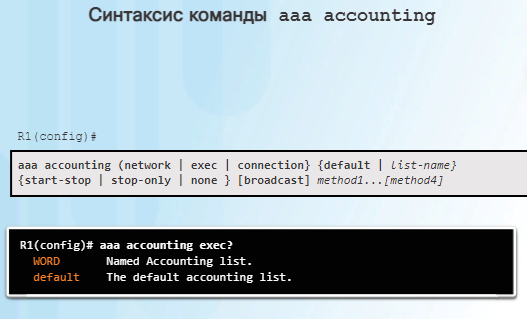 Синтаксис команды aaa accounting
R1(config)#
aaa accounting (network | exec | connection} {default | list-name}
{start-stop | stop-only | none } [broadcast] method1...[method4]
R1(config)# aaa accounting exec?
WORD Named Accounting list.
default The default accounting list.